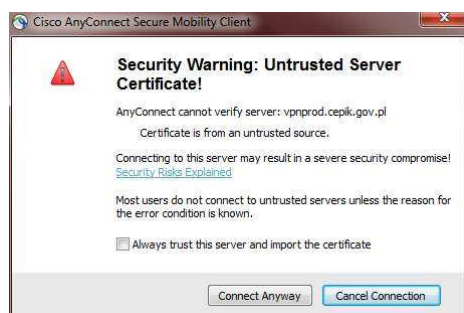 Cisco AnyConnect Secure Mobility Client
Security Warning: Untrusted Server
Certificate!
AnyConnect cannot verify server: vpnprod.cepik.gov.pl
Certificate is from an untrusted source.
Connecting to this server may result in a severe security compromise!
Security Risks Explained
Most users do not connect to untrusted servers unless the reason for
the error condition is known.
Always trust this server and import the certificate
Connect Anyway Cancel Connection